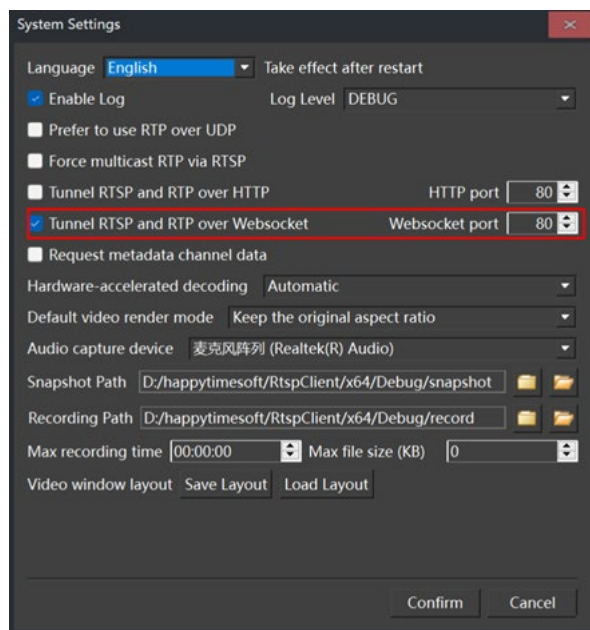 System Settings
Language English Take effect after restart
Enable Log Log Level DEBUG
Prefer to use RTP over UDP
Force multicast RTP via RTSP
Tunnel RTSP and RTP over HTTP HTTP port 80
Tunnel RTSP and RTP over Websocket Websocket port 80
Request metadata channel data
Hardware-accelerated decoding Automatic
Default video render mode Keep the original aspect ratio
Audio capture device 麦克风阵列 (Realtek(R) Audio)
Snapshot Path D:/happytimesoft/RtspClient/x64/Debug/snapshot
Recording Path D:/happytimesoft/RtspClient/x64/Debug/record
Max recording time 00:00:00 Max file size (KB) 0
Video window layout Save Layout Load Layout
Confirm Cancel